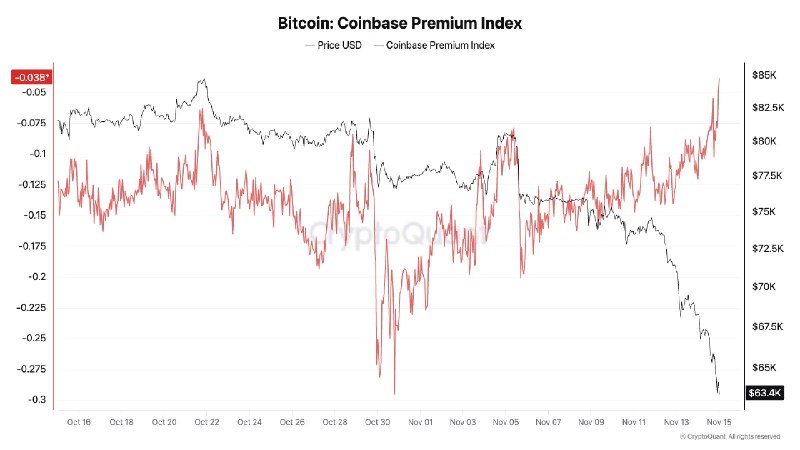 Bitcoin: Coinbase Premium Index
Price USD Coinbase Premium Index
-0.038*
-0.05
-0.075
-0.1
-0.125
-0.15
-0.175
-0.2
-0.225
-0.25
-0.275
-0.3
$85K
$82.5K
$80K
$77.5K
$75K
$72.5K
$70K
$67.5K
$65K
$63.4K
CryptoQuant
Oct 16 Oct 18 Oct 20 Oct 22 Oct 24 Oct 26 Oct 28 Oct 30 Nov 01 Nov 03 Nov 05 Nov 07 Nov 09 Nov 11 Nov 13 Nov 15
© CryptoQuant. All rights reserved